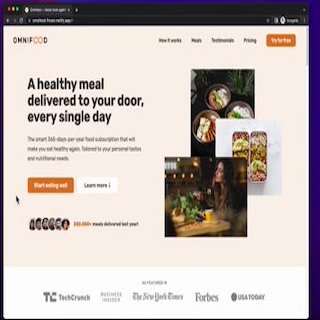 Omnifood — Never cook again!
omnifood-frozen.netlify.app
Incognito
OMNIFOOD
How it works
Meals
Testimonials
Pricing
Try for free
A healthy meal
delivered to your door,
every single day
The smart 365-days-per-year food subscription that will
make you eat healthy again. Tailored to your personal tastes
and nutritional needs.
Start eating well
Learn more ↓
250,000+ meals delivered last year!
AS FEATURED IN
TechCrunch
BUSINESS
INSIDER
The New York Times
Forbes
USA TODAY